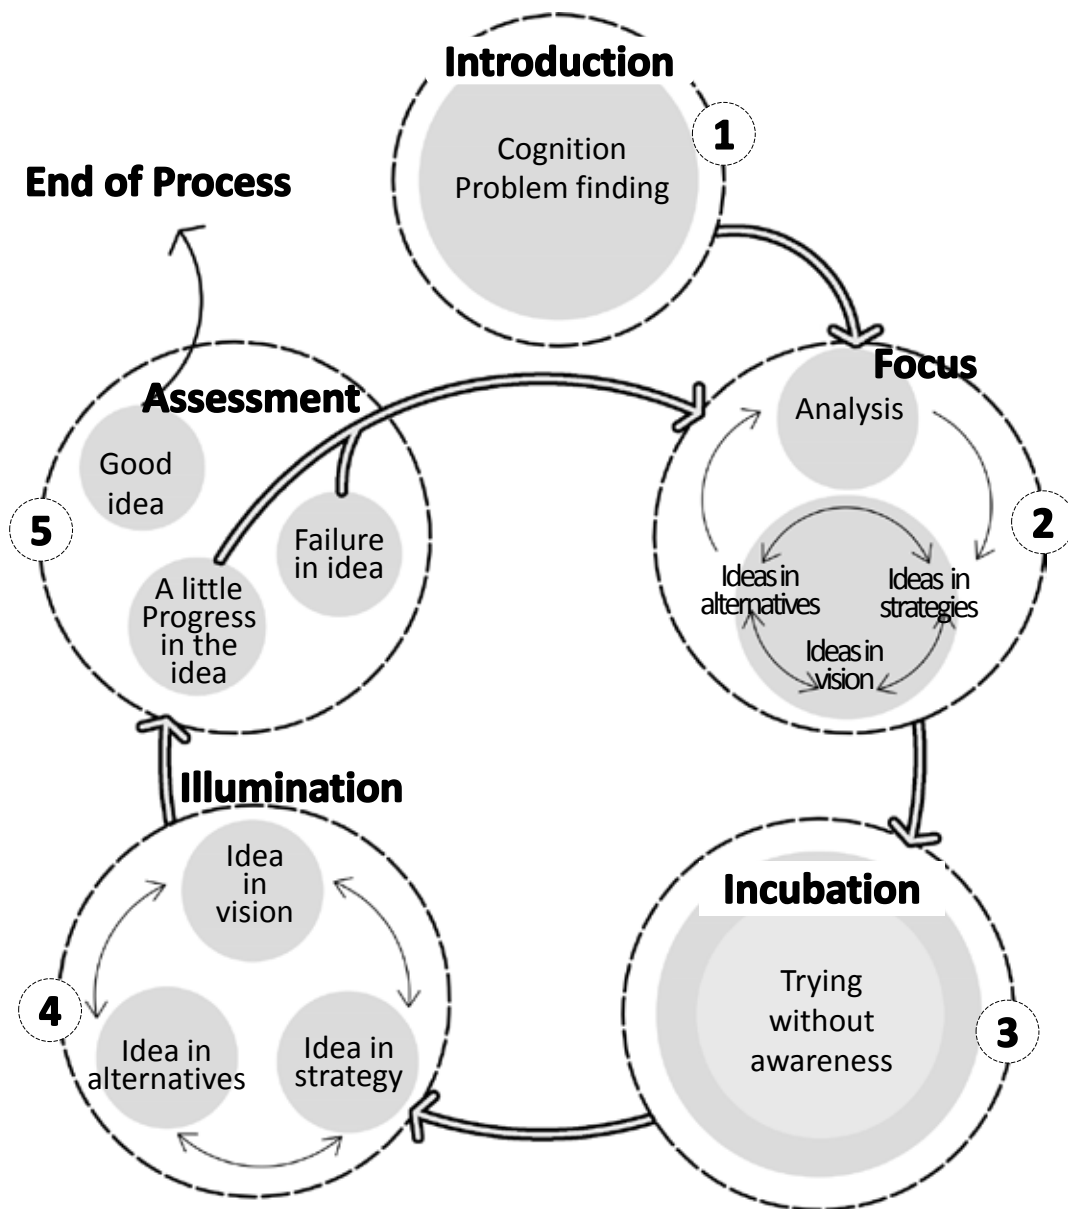 Introduction
1
Cognition
Problem finding
End of Process
Focus
Analysis
2
Ideas in
alternatives
Ideas in
strategies
Ideas in
vision
Incubation
3
Trying
without
awareness
Illumination
4
Idea
in
vision
Idea in
alternatives
Idea in
strategy
Assessment
5
Good
idea
Failure
in idea
A little
Progress
in the
idea